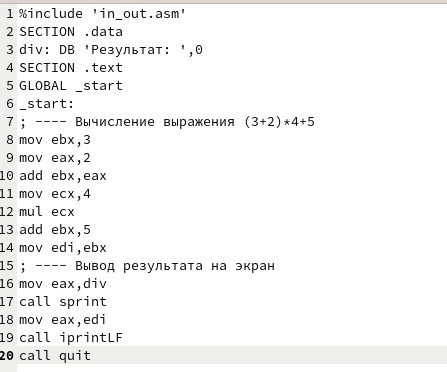 1 %include 'in_out.asm'
2 SECTION .data
3 div: DB 'Результат: ',0
4 SECTION .text
5 GLOBAL _start
6 _start:
7 ; ---- Вычисление выражения (3+2)*4+5
8 mov ebx,3
9 mov eax,2
10 add ebx,eax
11 mov ecx,4
12 mul ecx
13 add ebx,5
14 mov edi,ebx
15 ; ---- Вывод результата на экран
16 mov eax,div
17 call sprint
18 mov eax,edi
19 call iprintLF
20 call quit